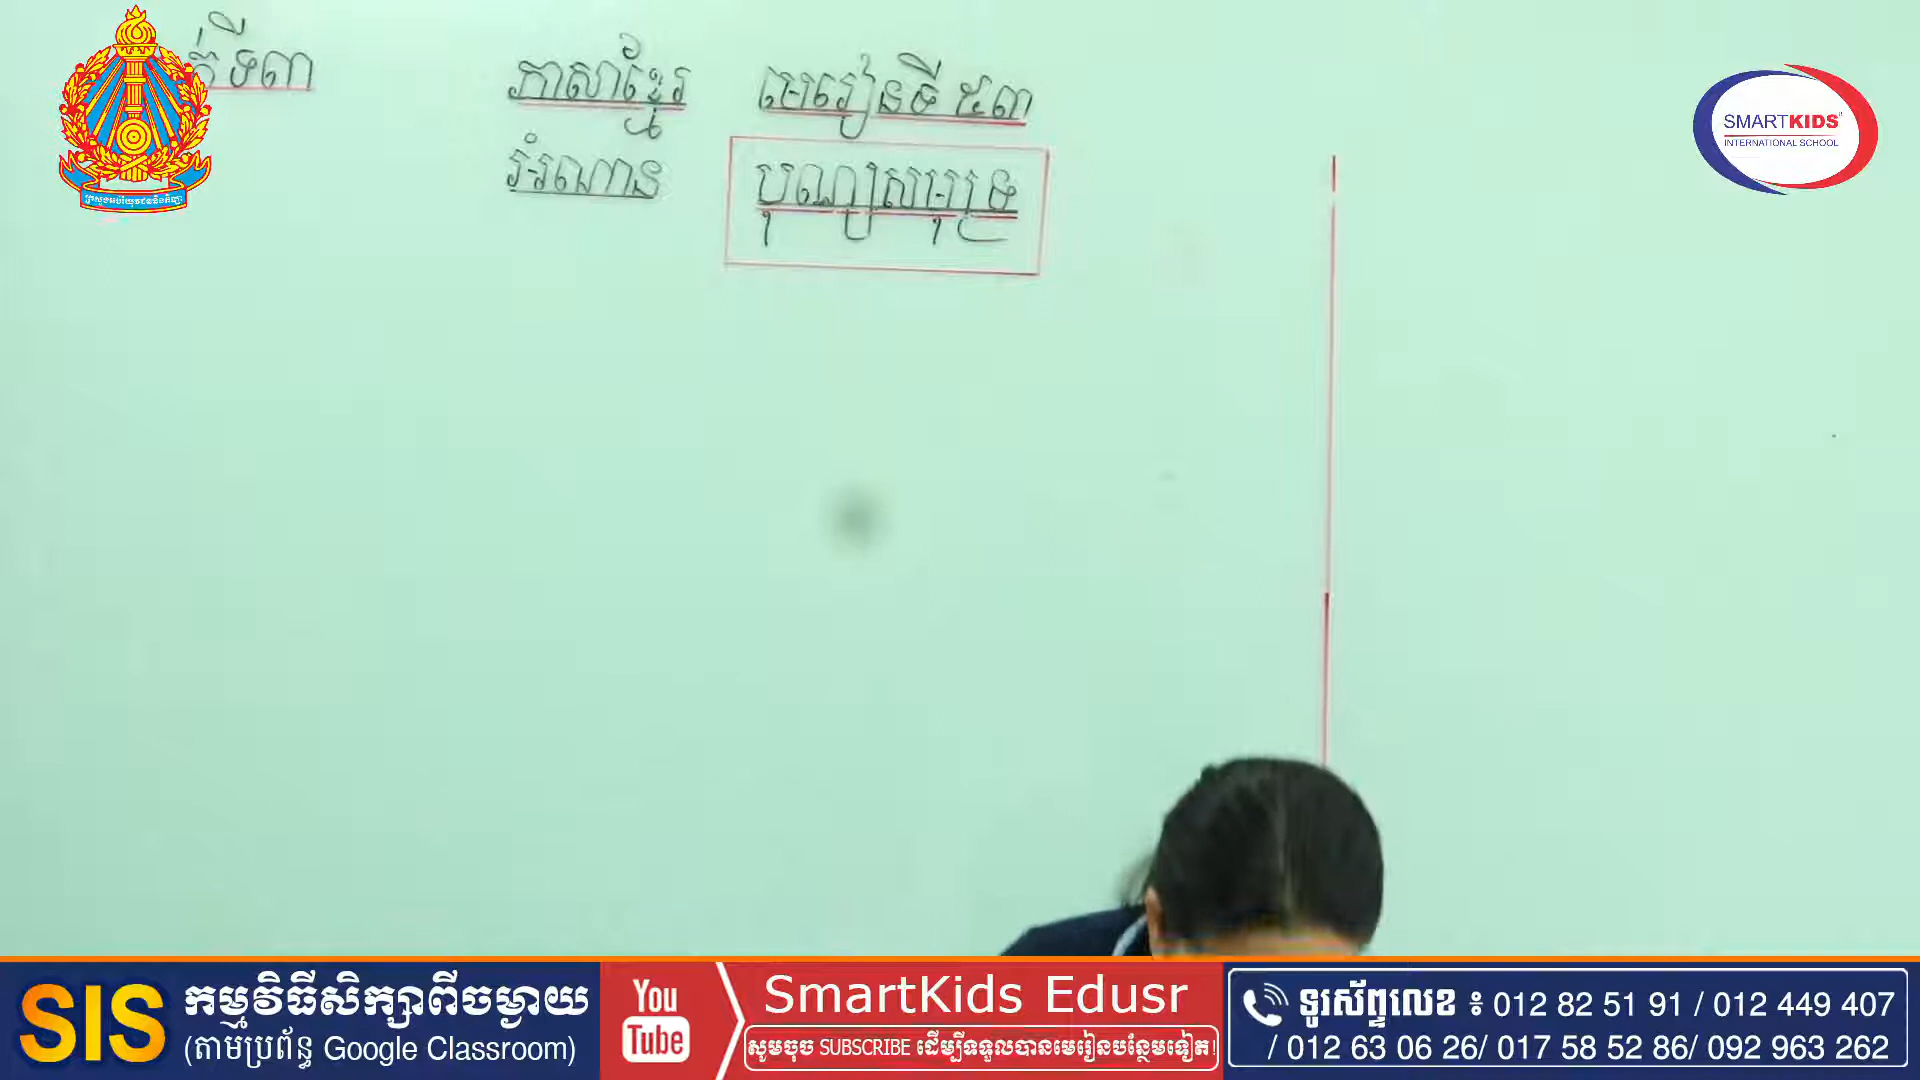 ទី៣
ភាសាខ្មែរ មេរៀនទី ៥៣
អំណាន បុណ្យសមុទ្រ
SMARTKIDS
INTERNATIONAL SCHOOL
SIS
កម្មវិធីសិក្សាពីចម្ងាយ
(តាមប្រព័ន្ធ Google Classroom)
You
Tube
SmartKids Edusr
សូមចុច SUBSCRIBE ដើម្បីទទួលបានមេរៀនបន្ថែមទៀត!
ទូរស័ព្ទលេខ ៖ 012 82 51 91 / 012 449 407
/ 012 63 06 26/ 017 58 52 86/ 092 963 262